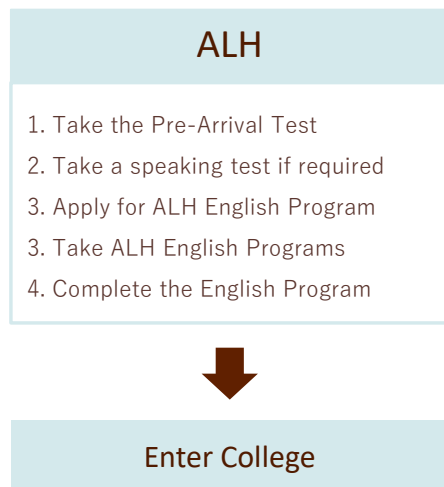 ALH
1. Take the Pre-Arrival Test
2. Take a speaking test if required
3. Apply for ALH English Program
3. Take ALH English Programs
4. Complete the English Program
Enter College